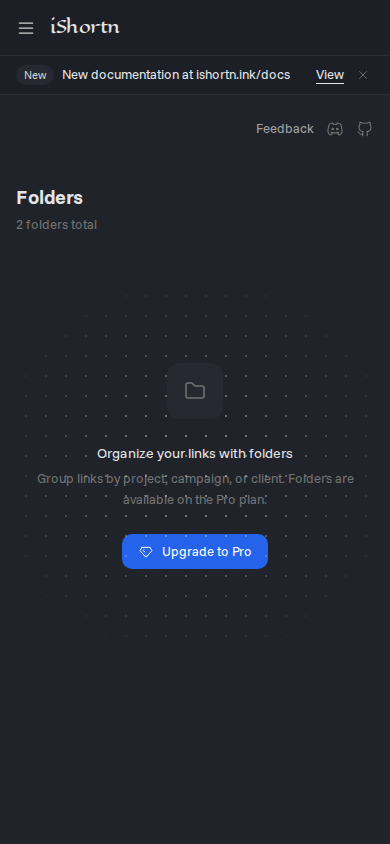 iShortn
New New documentation at ishortn.ink/docs View
Feedback
Folders
2 folders total
Organize your links with folders
Group links by project, campaign, or client. Folders are
available on the Pro plan.
Upgrade to Pro